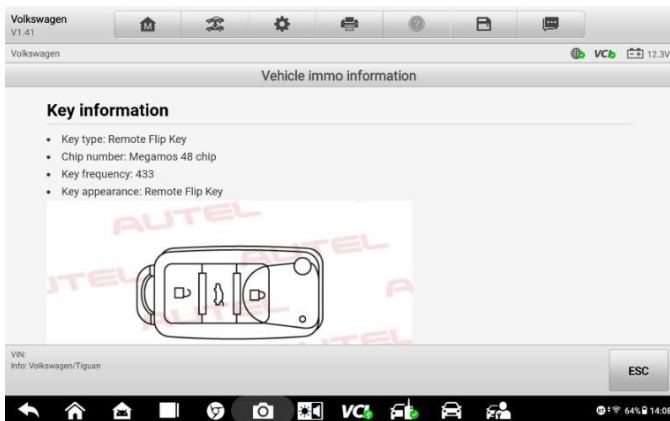 Volkswagen
V1.41
Volkswagen
VCI 12.3V
Vehicle immo information
Key information
• Key type: Remote Flip Key
• Chip number: Megamos 48 chip
• Key frequency: 433
• Key appearance: Remote Flip Key
AUTEL
AUTEL
AUTEL
AUTEL
VIN:
Info: Volkswagen/Tiguan
ESC
VCI
64% 14:08